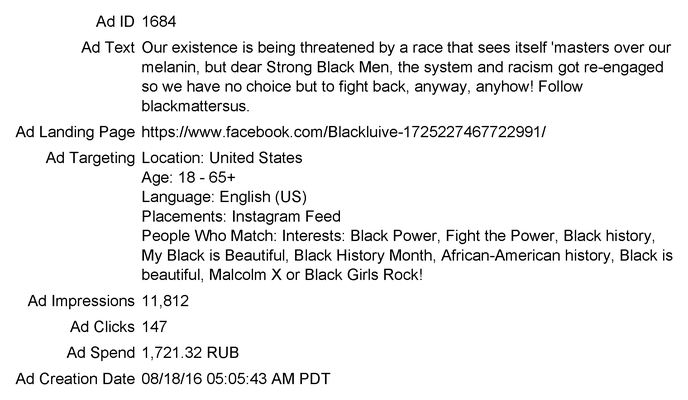 Ad ID 1684
Ad Text Our existence is being threatened by a race that sees itself 'masters over our
melanin, but dear Strong Black Men, the system and racism got re-engaged
so we have no choice but to fight back, anyway, anyhow! Follow
blackmattersus.
Ad Landing Page https://www.facebook.com/Blackluive-1725227467722991/
Ad Targeting Location: United States
Age: 18 - 65+
Language: English (US)
Placements: Instagram Feed
People Who Match: Interests: Black Power, Fight the Power, Black history,
My Black is Beautiful, Black History Month, African-American history, Black is
beautiful, Malcolm X or Black Girls Rock!
Ad Impressions 11,812
Ad Clicks 147
Ad Spend 1,721.32 RUB
Ad Creation Date 08/18/16 05:05:43 AM PDT